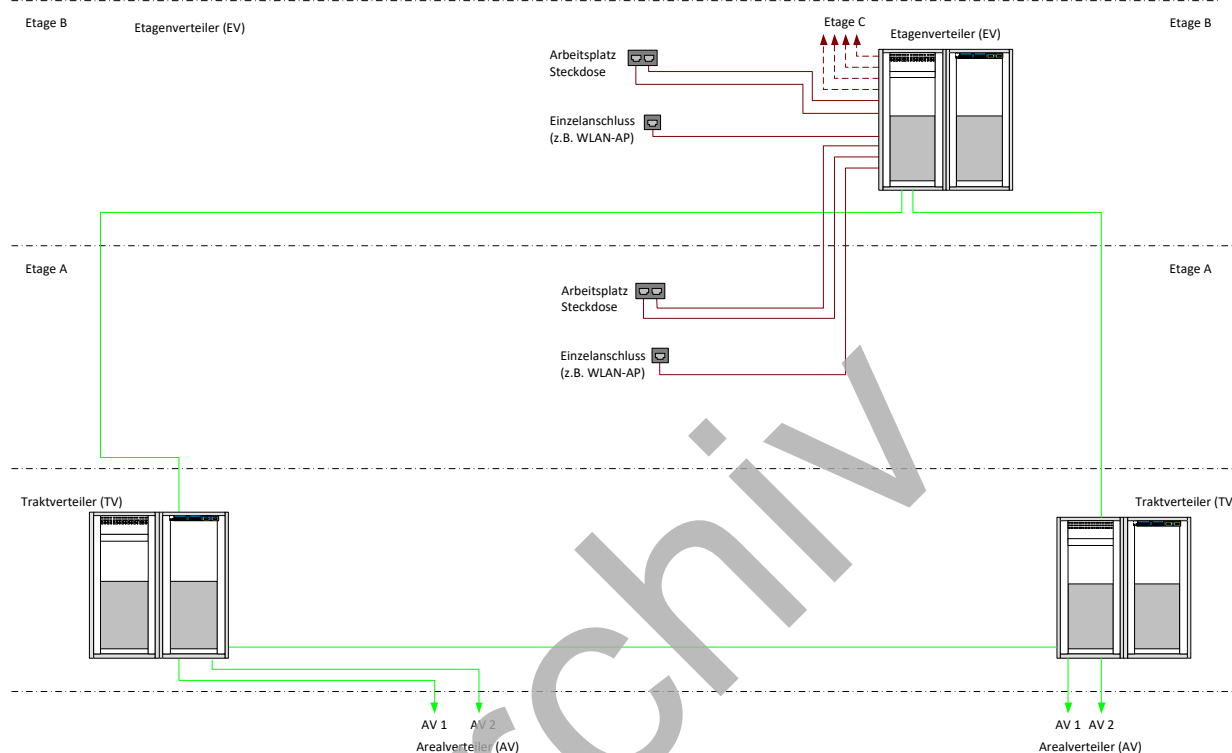 Etage B
Etagenverteiler (EV)
Etage C
Etagenverteiler (EV)
Etage B
Arbeitsplatz
Steckdose
Einzelanschluss
(z.B. WLAN-AP)
Etage A
Etage A
Arbeitsplatz
Steckdose
Einzelanschluss
(z.B. WLAN-AP)
Traktverteiler (TV)
Traktverteiler (TV
AV 1
AV 2
AV 1
AV 2
Arealverteiler (AV)
Arealverteiler (AV)
rchiv